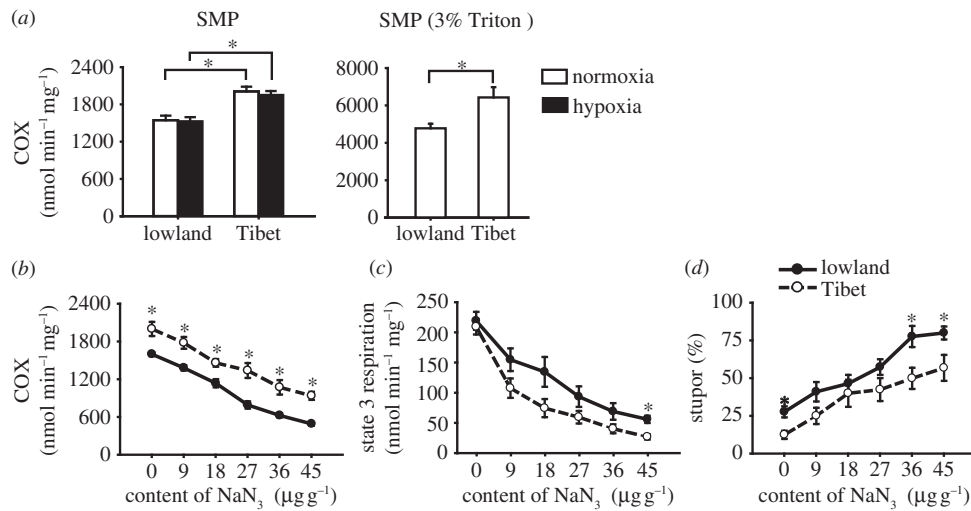 (a)
SMP
SMP (3% Triton )
COX
(nmol min⁻¹ mg⁻¹)
2400
1800
1200
600
0
*
*
lowland Tibet
8000
6000
4000
2000
0
*
lowland Tibet
normoxia
hypoxia
(b)
COX
(nmol min⁻¹ mg⁻¹)
2400
1800
1200
600
0
* * * * * *
0 9 18 27 36 45
content of NaN₃ (µg g⁻¹)
(c)
state 3 respiration
(nmol min⁻¹ mg⁻¹)
250
200
150
100
50
0
*
0 9 18 27 36 45
content of NaN₃ (µg g⁻¹)
(d)
lowland
Tibet
stupor (%)
100
75
50
25
0
* * *
0 9 18 27 36 45
content of NaN₃ (µg g⁻¹)